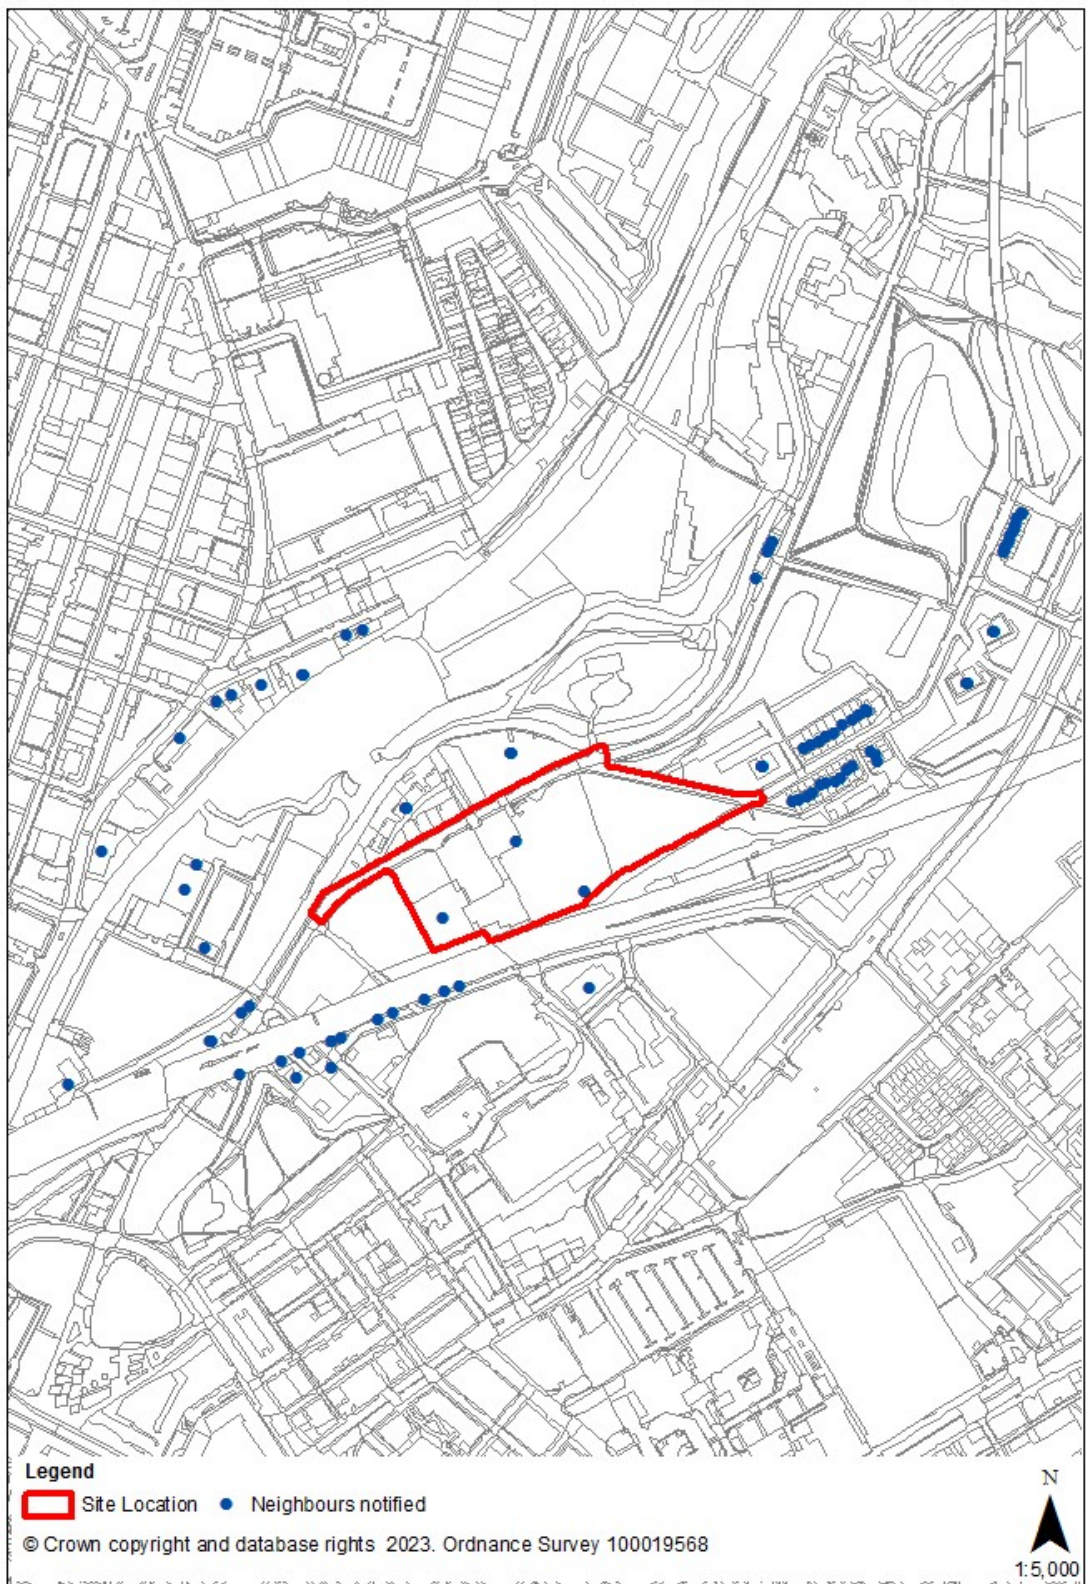 Legend
Site Location
Neighbours notified
N
© Crown copyright and database rights 2023. Ordnance Survey 100019568
1:5,000